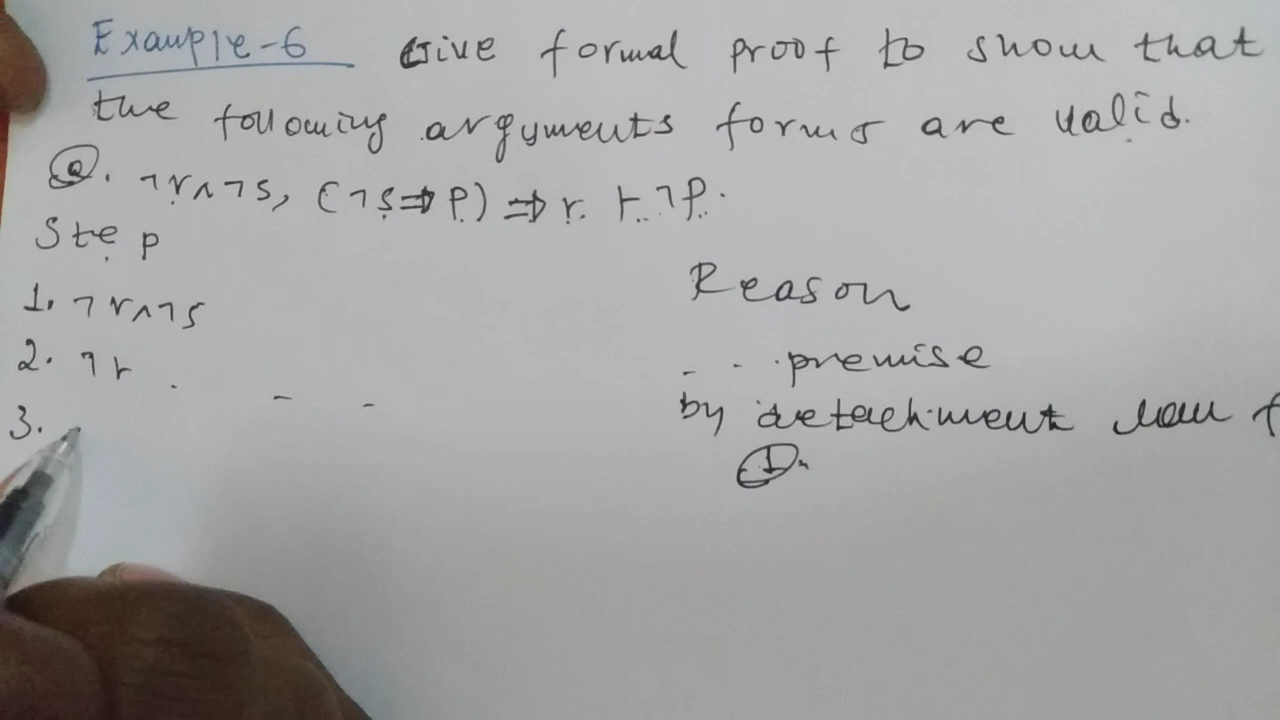 Example-6 Give formal proof to show that
the following arguments forms are valid.
ⓐ. ¬r∧¬s, (¬s⇒p)⇒r ⊢ ¬p.
Step
Reason
1. ¬r∧¬s
- - premise
2. ¬r . - -
by detachment law f
①
3.